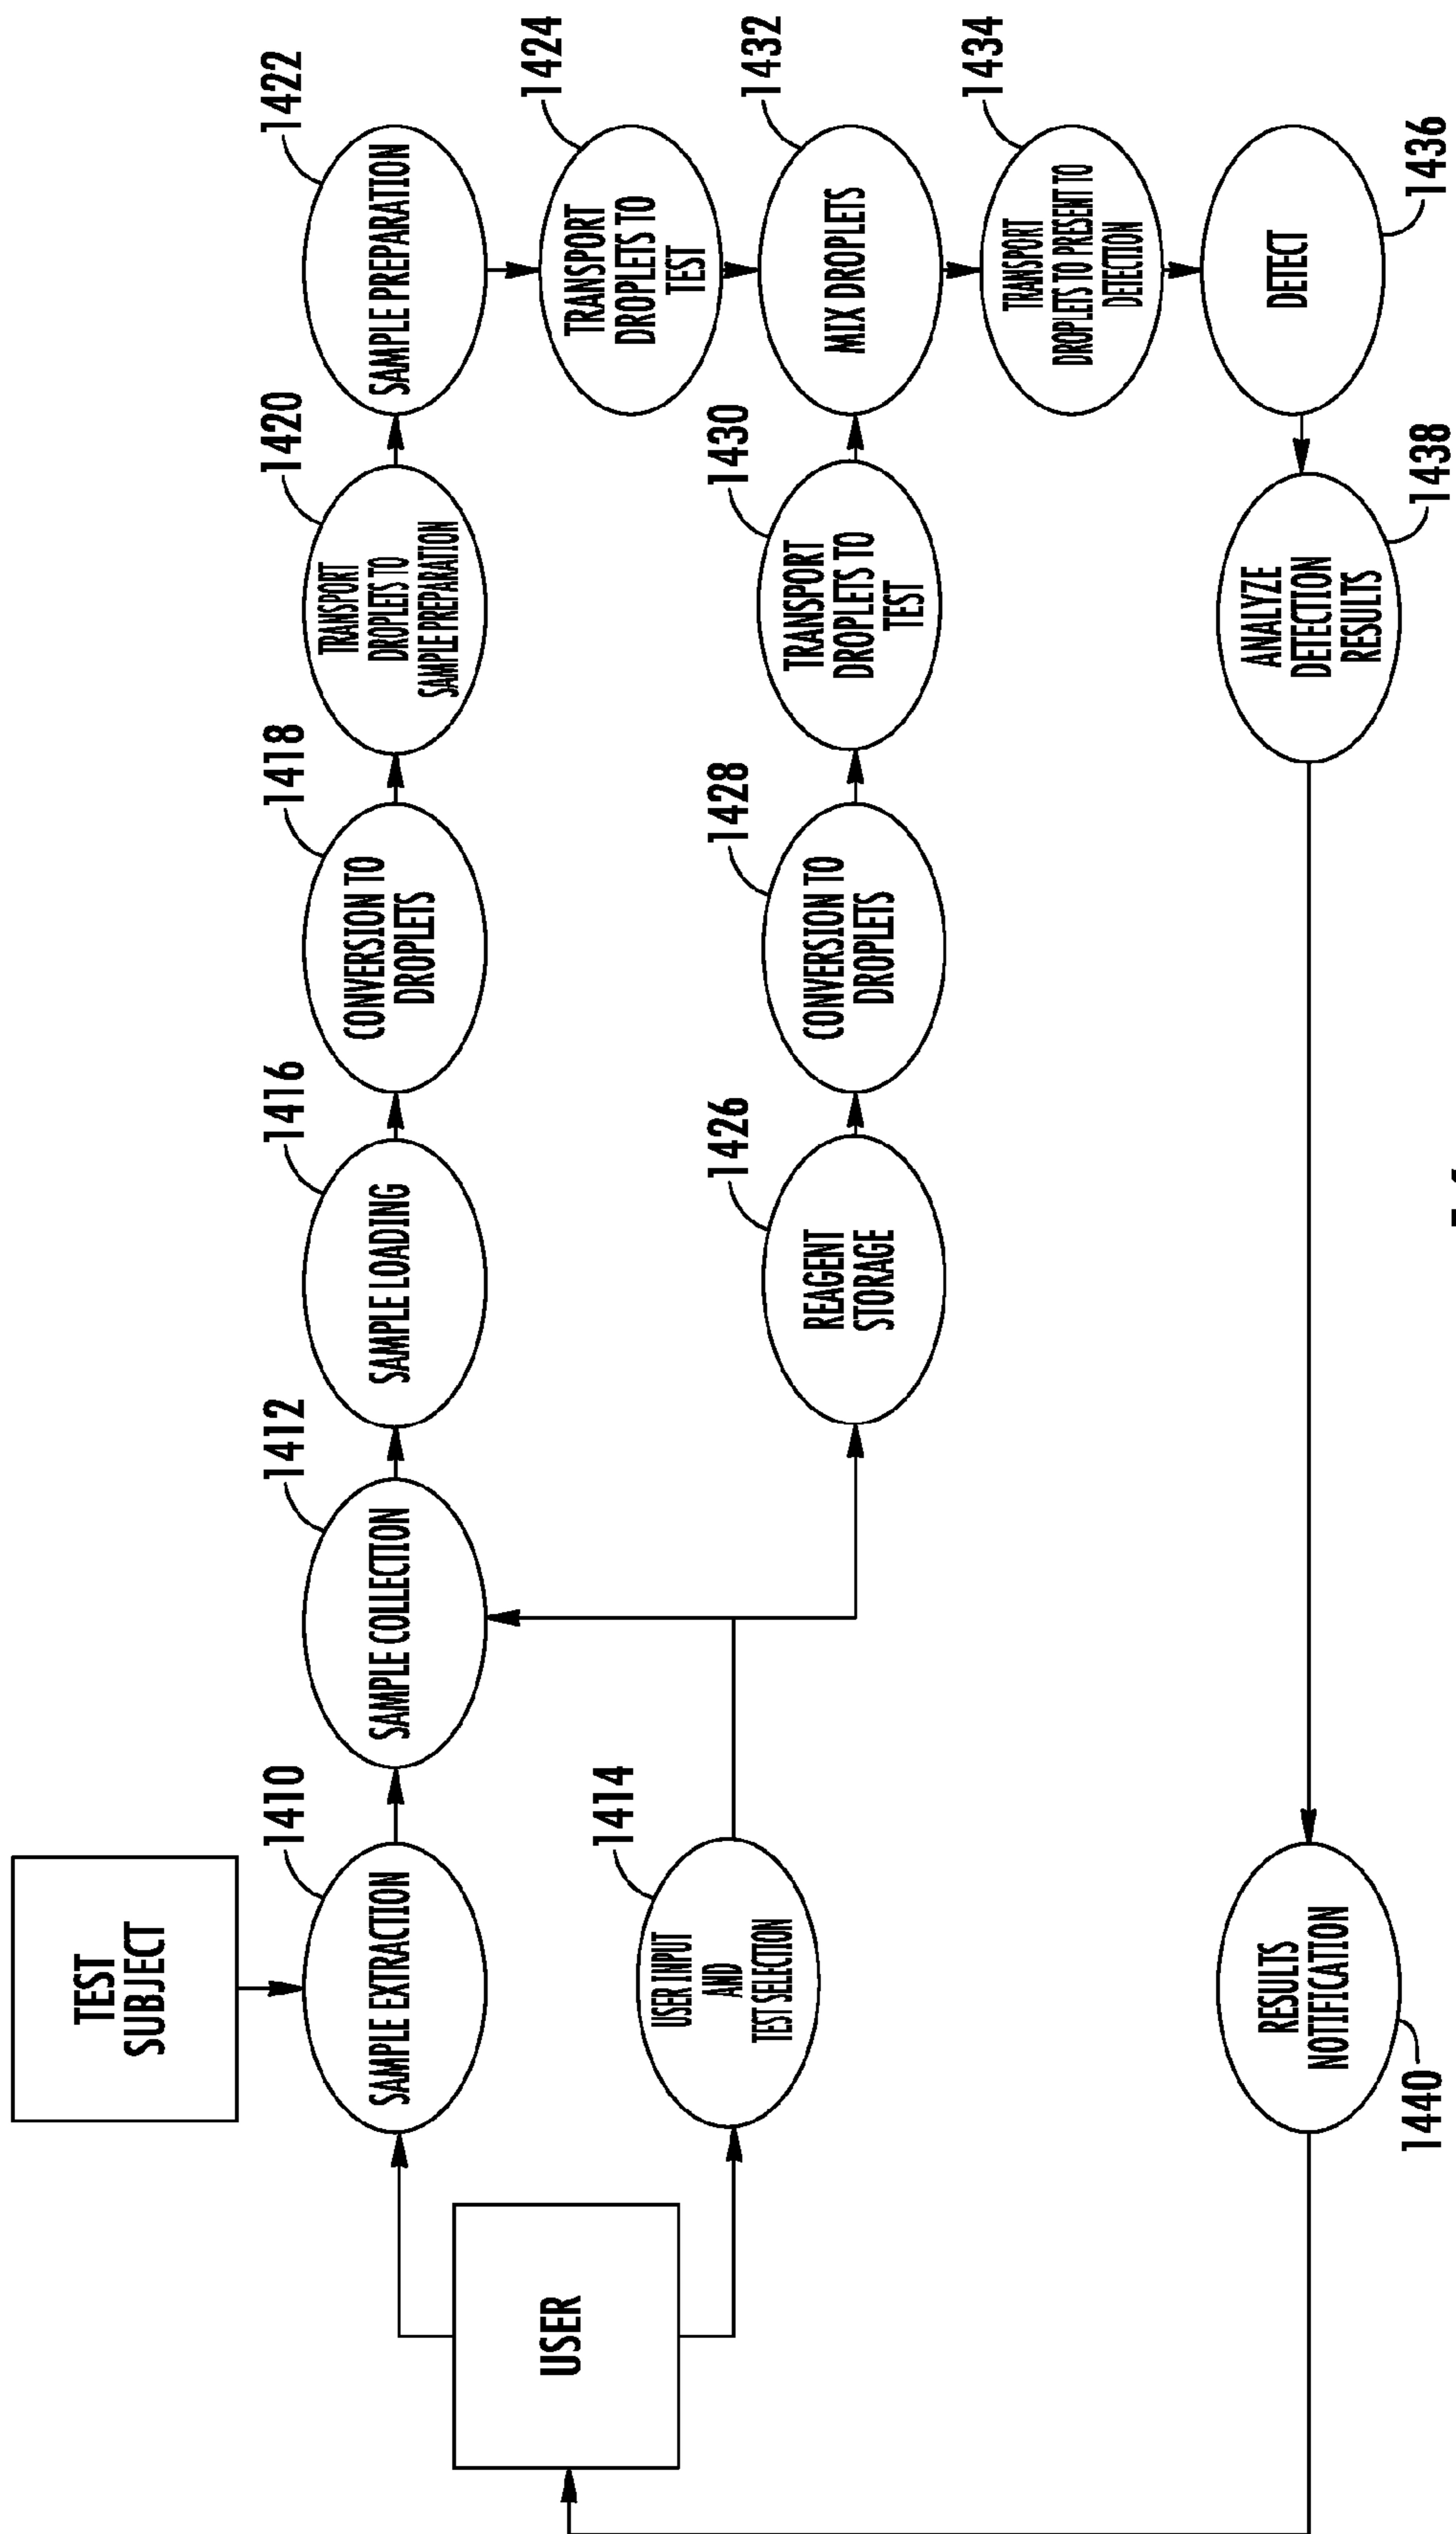 TEST
SUBJECT
1410
SAMPLE EXTRACTION
1412
SAMPLE COLLECTION
1416
SAMPLE LOADING
1418
CONVERSION TO
DROPLETS
1420
TRANSPORT
DROPLETS TO
SAMPLE PREPARATION
1422
SAMPLE PREPARATION
USER
1414
USER INPUT
AND
TEST SELECTION
1424
TRANSPORT
DROPLETS TO
TEST
1426
REAGENT
STORAGE
1428
CONVERSION TO
DROPLETS
1430
TRANSPORT
DROPLETS TO
TEST
1432
MIX DROPLETS
1434
TRANSPORT
DROPLETS TO PRESENT TO
DETECTION
DETECT
1436
ANALYZE
DETECTION
RESULTS
1438
RESULTS
NOTIFICATION
1440